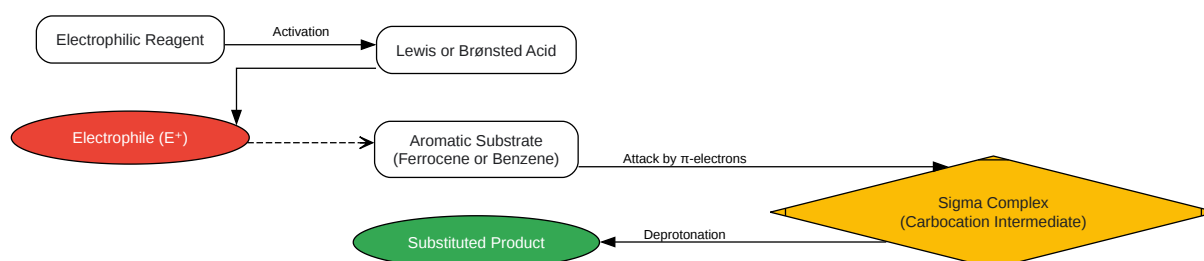 Electrophilic Reagent
Activation
Lewis or Brønsted Acid
Electrophile (E⁺)
Aromatic Substrate
(Ferrocene or Benzene)
Attack by π-electrons
Sigma Complex
(Carbocation Intermediate)
Deprotonation
Substituted Product